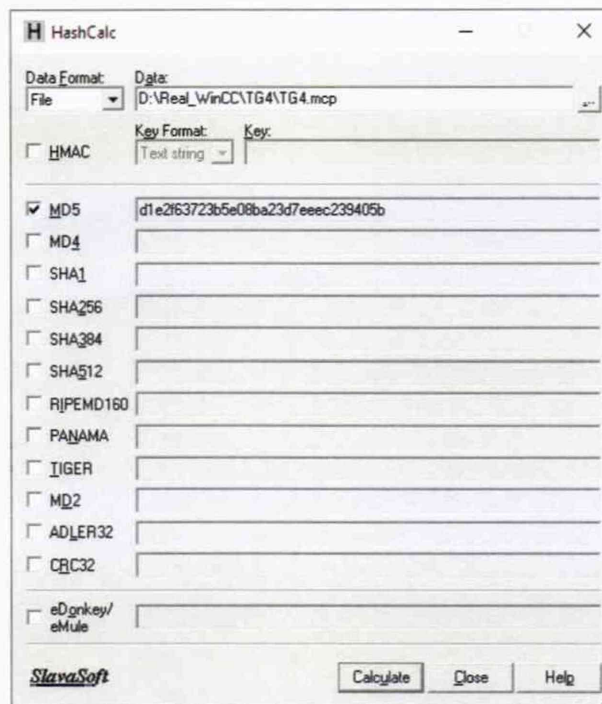 HashCalc
Data Format:
Data:
File
D:\Real_WinCC\TG4\TG4.mcp
...
HMAC
Key Format:
Key:
Text string
MD5
d1e2f63723b5e08ba23d7eeec239405b
MD4
SHA1
SHA256
SHA384
SHA512
RIPEMD160
PANAMA
TIGER
MD2
ADLER32
CRC32
eDonkey/
eMule
SlavaSoft
Calculate
Close
Help